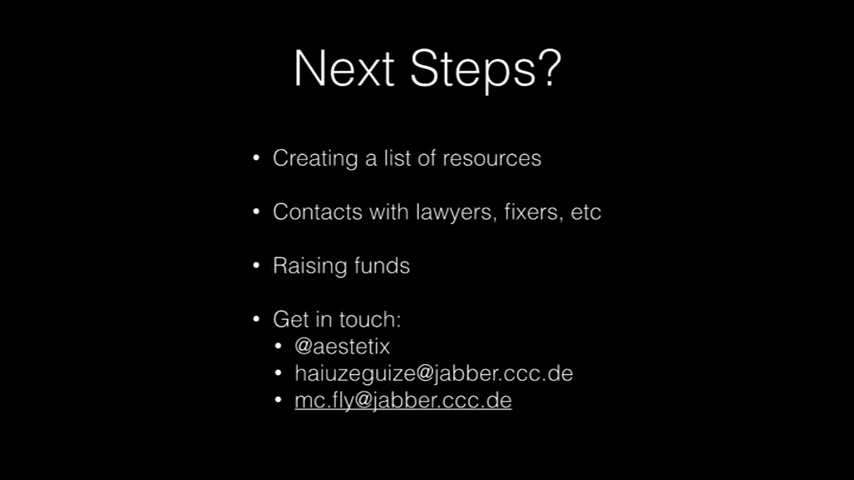 Next Steps?
• Creating a list of resources
• Contacts with lawyers, fixers, etc
• Raising funds
• Get in touch:
• @aestetix
• haiuzeguize@jabber.ccc.de
• mc.fly@jabber.ccc.de